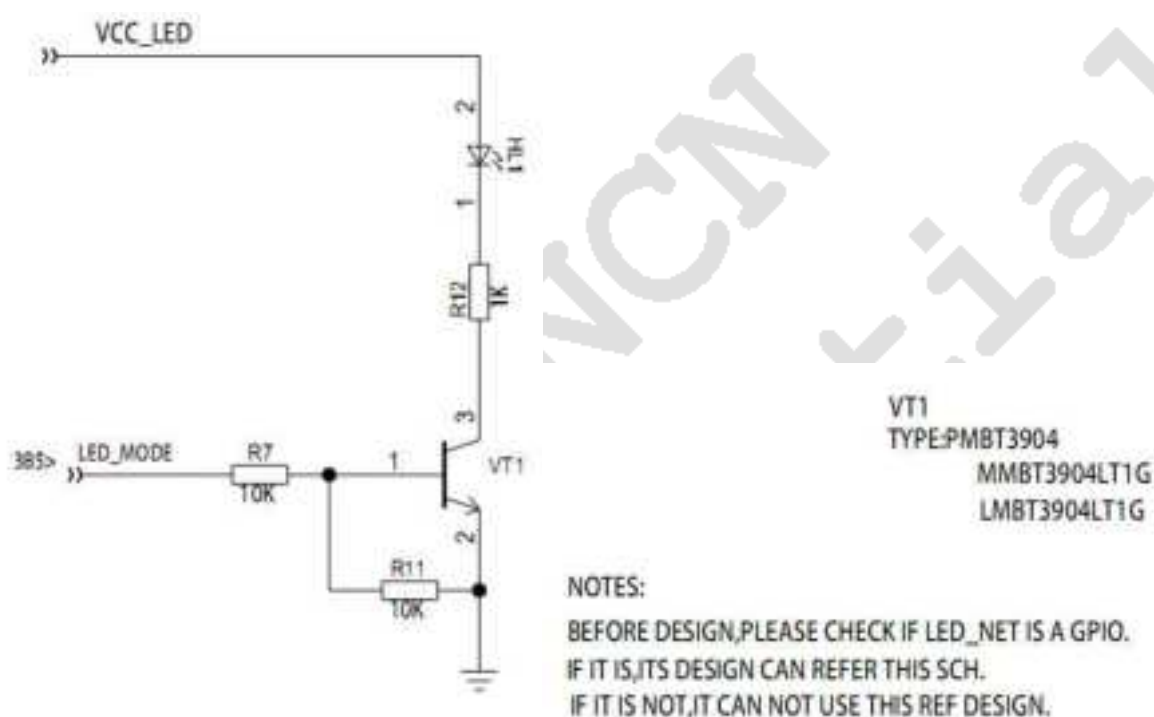 VCC_LED
2
HL1
1
R12
1K
3
LED_MODE
R7
10K
1
VT1
2
R11
10K
VT1
TYPE:PMBT3904
MMBT3904LT1G
LMBT3904LT1G
NOTES:
BEFORE DESIGN,PLEASE CHECK IF LED_NET IS A GPIO.
IF IT IS,ITS DESIGN CAN REFER THIS SCH.
IF IT IS NOT,IT CAN NOT USE THIS REF DESIGN.